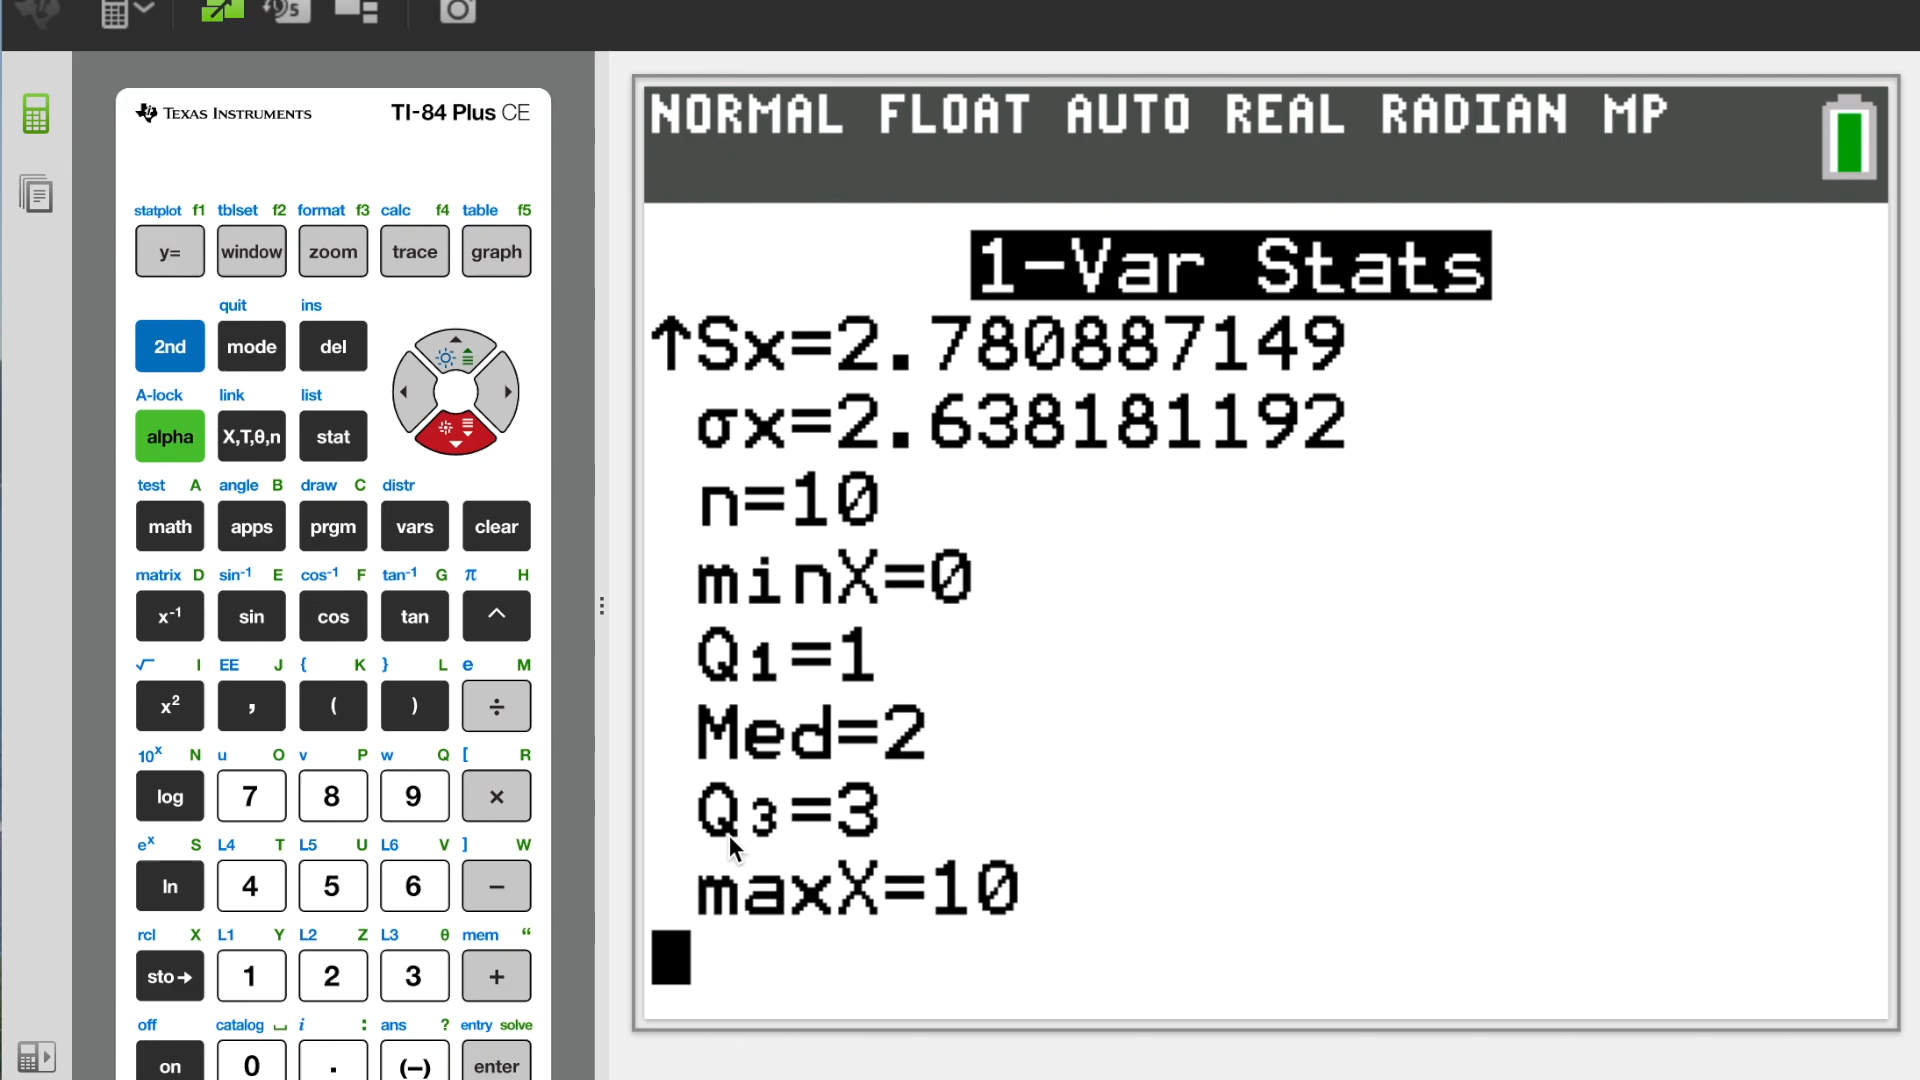 5
TEXAS INSTRUMENTS TI-84 Plus CE
statplot f1 tblset f2 format f3 calc f4 table f5
y= window zoom trace graph
quit ins
2nd mode del
A-lock link list
alpha X,T,θ,n stat
test A angle B draw C distr
math apps prgm vars clear
matrix D sin⁻¹ E cos⁻¹ F tan⁻¹ G π H
x⁻¹ sin cos tan ^
√ I EE J { K } L e M
x² , ( ) ÷
10ˣ N u O v P w Q [ R
log 7 8 9 ×
eˣ S L4 T L5 U L6 V ] W
ln 4 5 6 −
rcl X L1 Y L2 Z L3 θ mem “
sto→ 1 2 3 +
off catalog ⎵ i : ans ? entry solve
on 0 . (−) enter
NORMAL FLOAT AUTO REAL RADIAN MP
1-Var Stats
↑Sx=2.780887149
σx=2.638181192
n=10
minX=0
Q₁=1
Med=2
Q₃=3
maxX=10